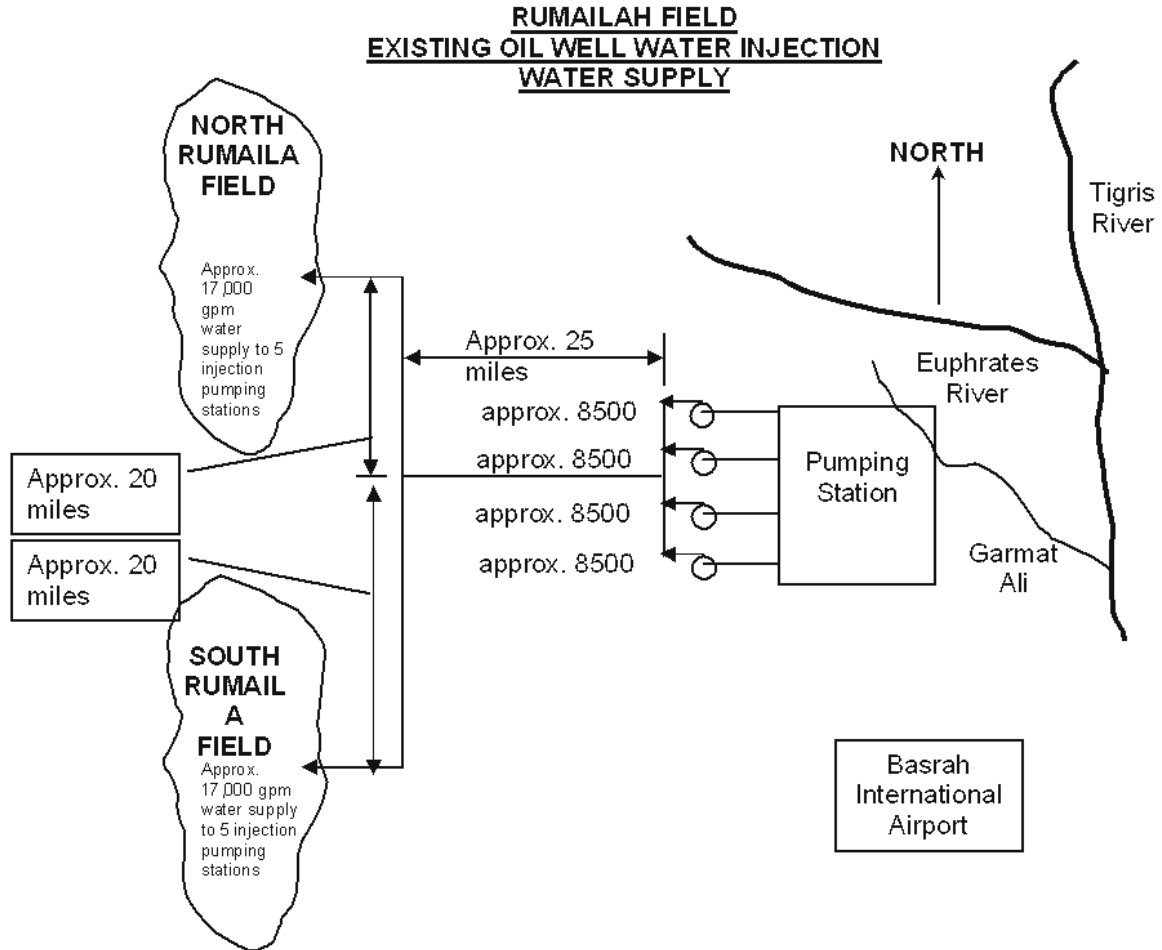 RUMAILAH FIELD
EXISTING OIL WELL WATER INJECTION
WATER SUPPLY
NORTH
RUMAILA
FIELD
Approx.
17,000
gpm
water
supply to 5
injection
pumping
stations
NORTH
Tigris
River
Euphrates
River
Approx. 25
miles
approx. 8500
approx. 8500
approx. 8500
approx. 8500
Pumping
Station
Garmat
Ali
Approx. 20
miles
Approx. 20
miles
SOUTH
RUMAIL
A
FIELD
Approx.
17,000 gpm
water supply
to 5 injection
pumping
stations
Basrah
International
Airport